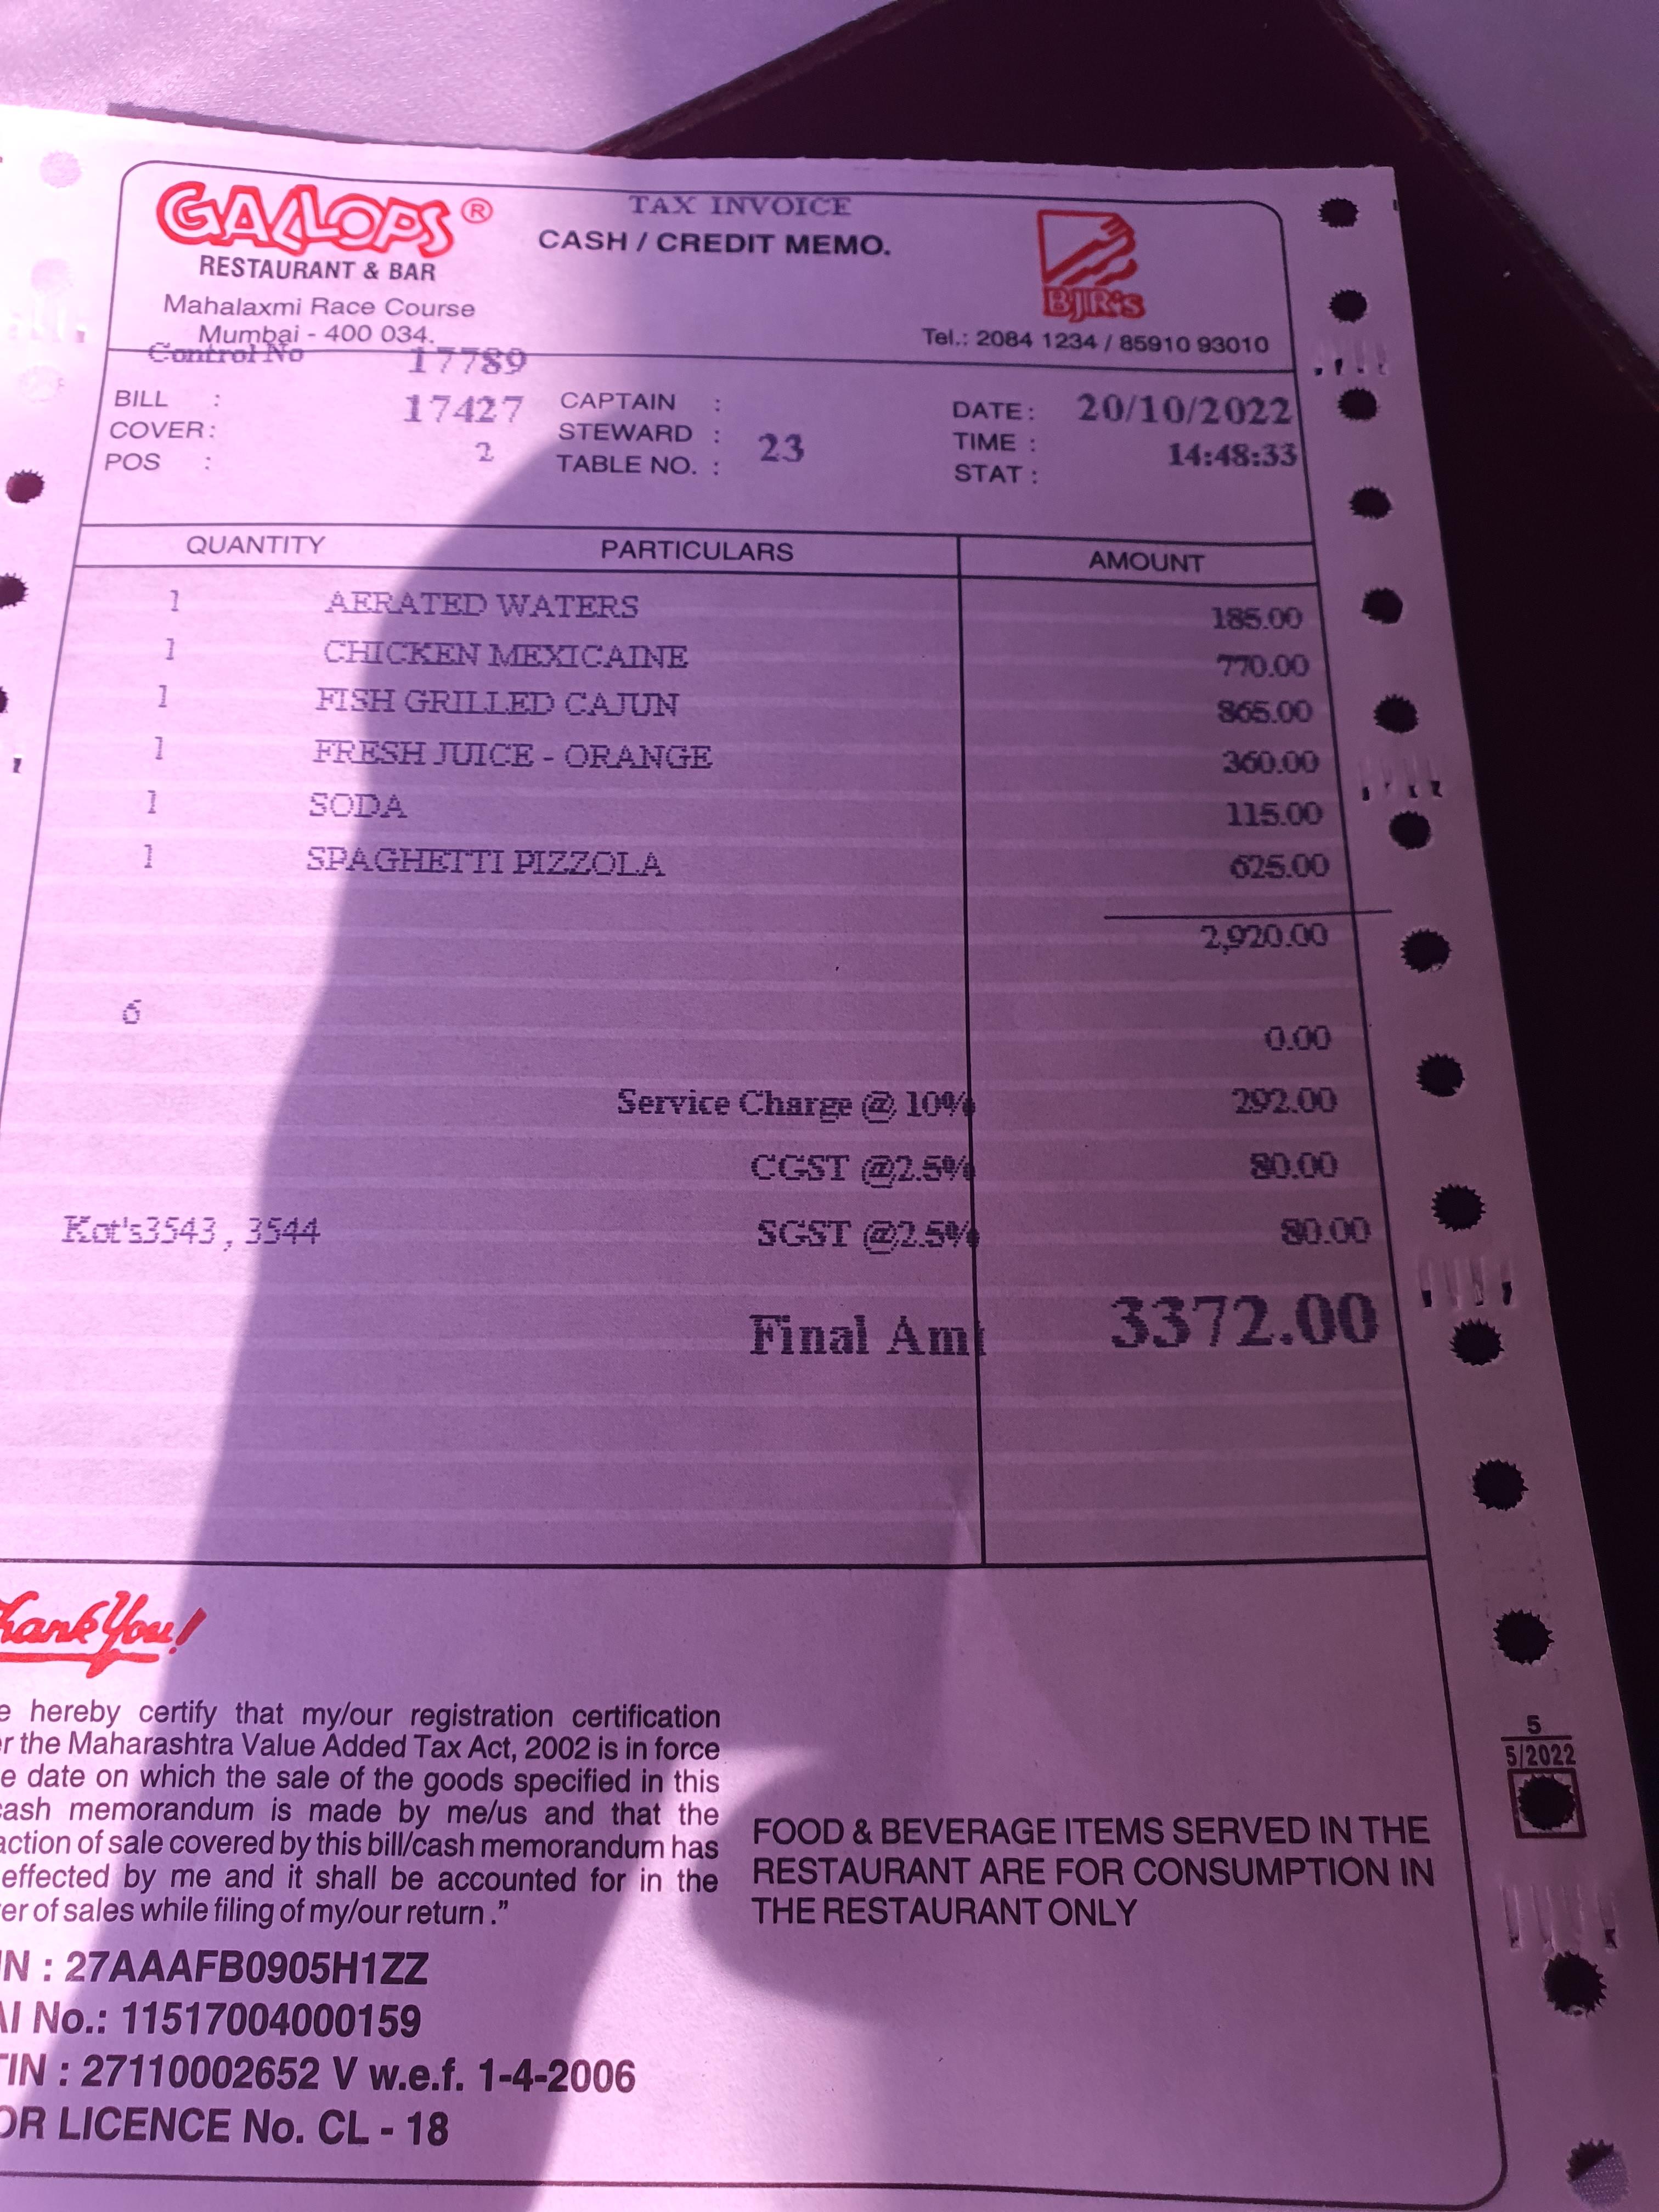 GALLOPS ®
RESTAURANT & BAR
Mahalaxmi Race Course
Mumbai - 400 034.
TAX INVOICE
CASH / CREDIT MEMO.
BJR's
Tel.: 2084 1234 / 85910 93010
Control No 17789
BILL : 17427 CAPTAIN : DATE : 20/10/2022
COVER : 2 STEWARD : TIME : 14:48:33
POS : TABLE NO. : 23 STAT :
QUANTITY PARTICULARS AMOUNT
1 AERATED WATERS 185.00
1 CHICKEN MEXICAINE 770.00
1 FISH GRILLED CAJUN 865.00
1 FRESH JUICE - ORANGE 360.00
1 SODA 115.00
1 SPAGHETTI PIZZOLA 625.00
2,920.00
6 0.00
Service Charge @ 10% 292.00
CGST @2.5% 80.00
Kot's3543 , 3544 SGST @2.5% 80.00
Final Am 3372.00
Thank You!
hereby certify that my/our registration certification
the Maharashtra Value Added Tax Act, 2002 is in force
date on which the sale of the goods specified in this
cash memorandum is made by me/us and that the
action of sale covered by this bill/cash memorandum has
effected by me and it shall be accounted for in the
er of sales while filing of my/our return ."
FOOD & BEVERAGE ITEMS SERVED IN THE
RESTAURANT ARE FOR CONSUMPTION IN
THE RESTAURANT ONLY
IN : 27AAAFB0905H1ZZ
AI No.: 11517004000159
TIN : 27110002652 V w.e.f. 1-4-2006
OR LICENCE No. CL - 18
5
5/2022